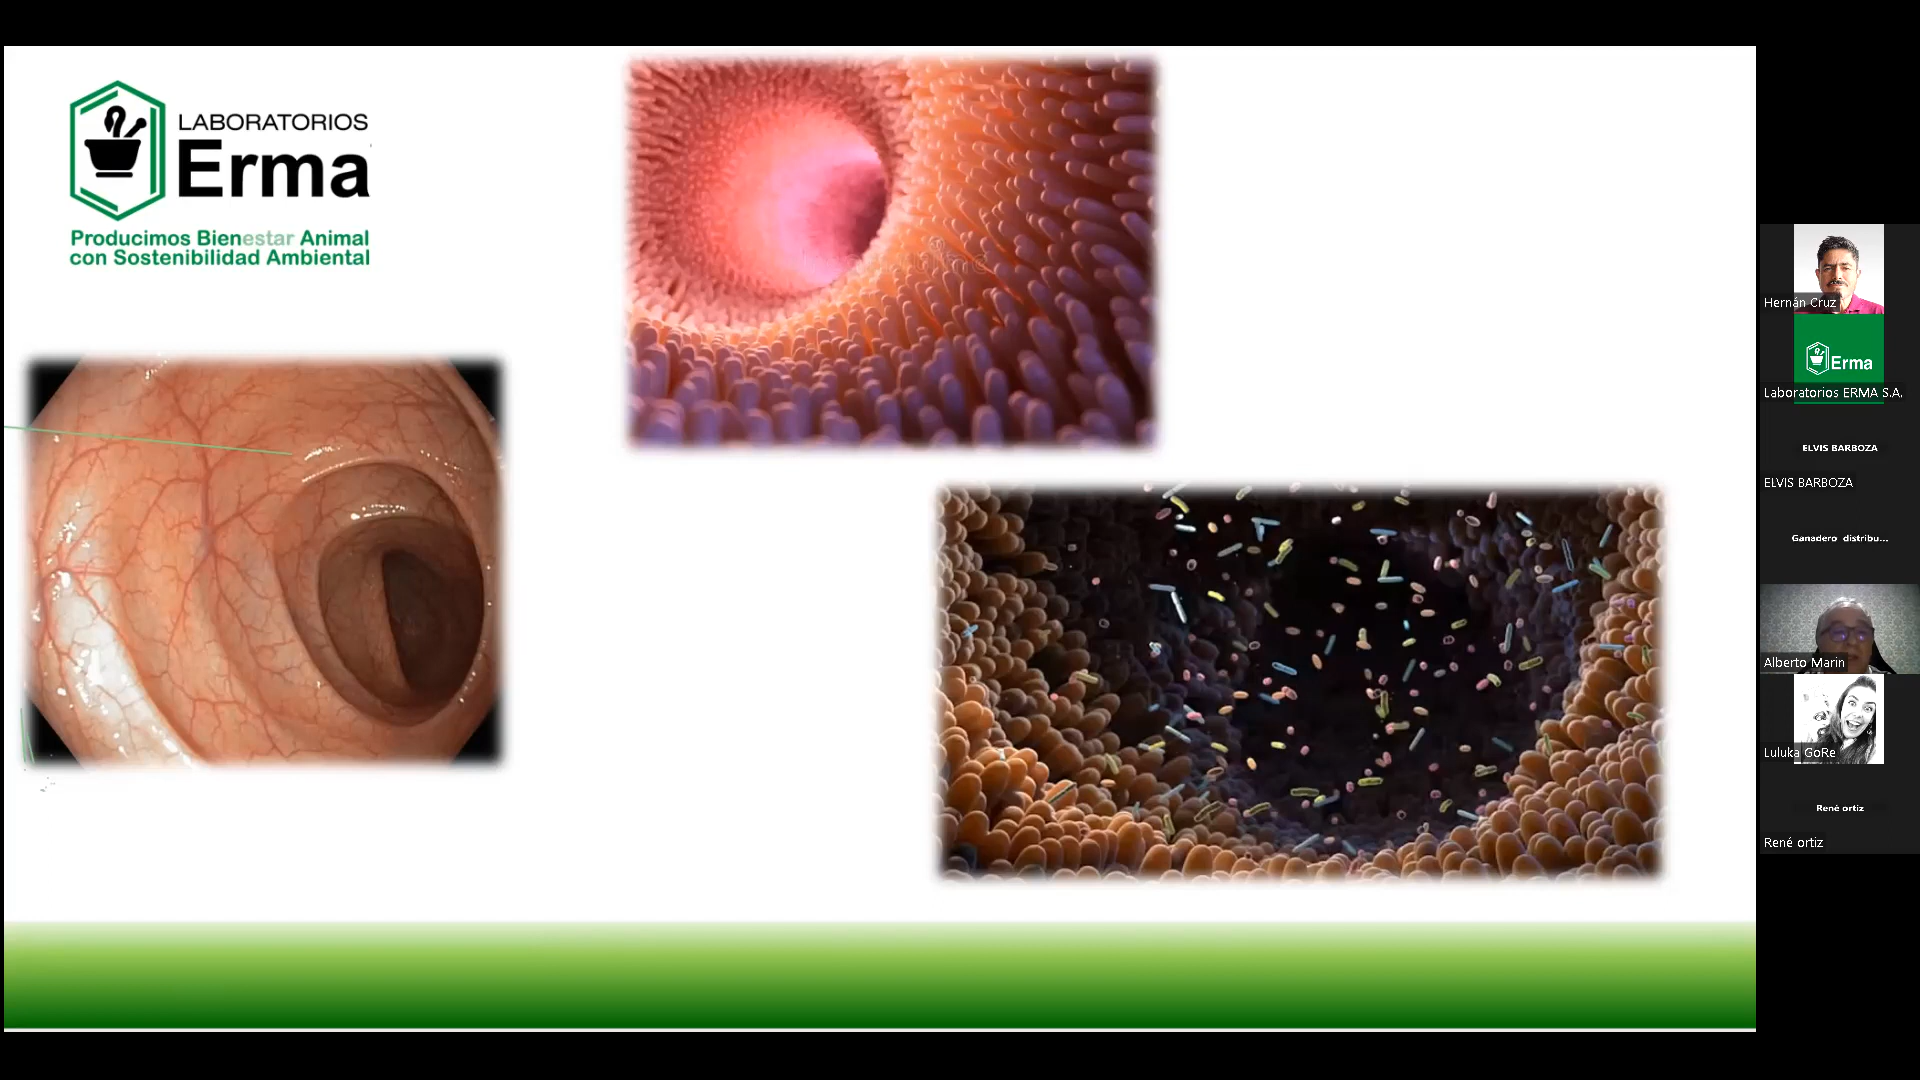 LABORATORIOS
Erma
Producimos Bienestar Animal
con Sostenibilidad Ambiental
Hernán Cruz
Erma
Laboratorios ERMA S.A.
ELVIS BARBOZA
ELVIS BARBOZA
Ganadero distribu...
Alberto Marin
Luluka GoRe
René ortiz
René ortiz